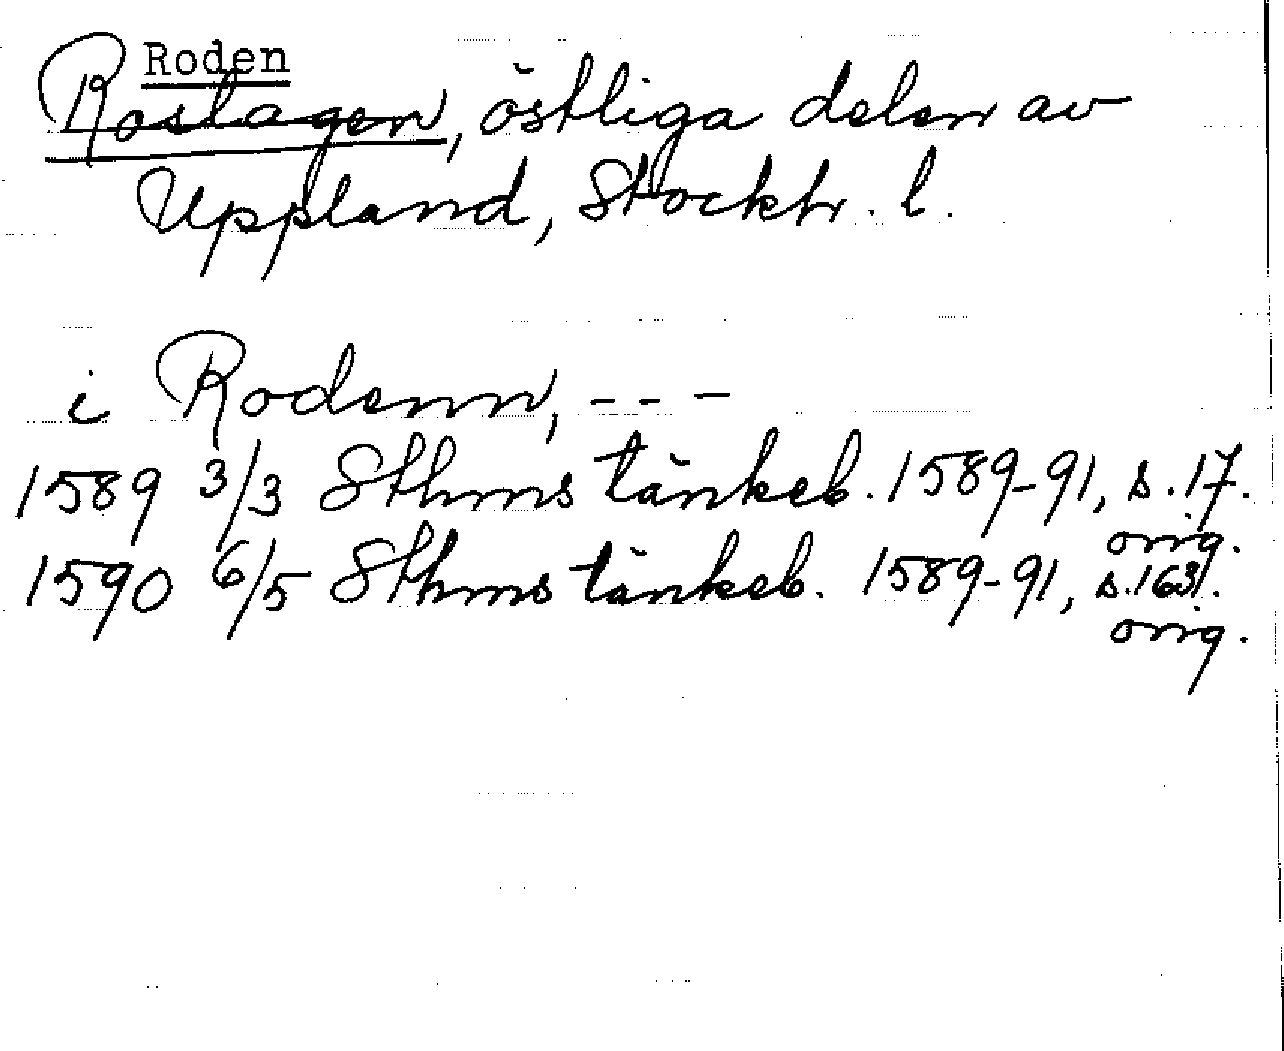 Roden
Roslagen, östliga delen av
Uppland, Stockh. l.
i Rodenn, - - -
1589 3/3 Sthms tänkeb. 1589-91, s. 17.
orig.
1590 6/5 Sthms tänkeb. 1589-91, s. 163.
orig.